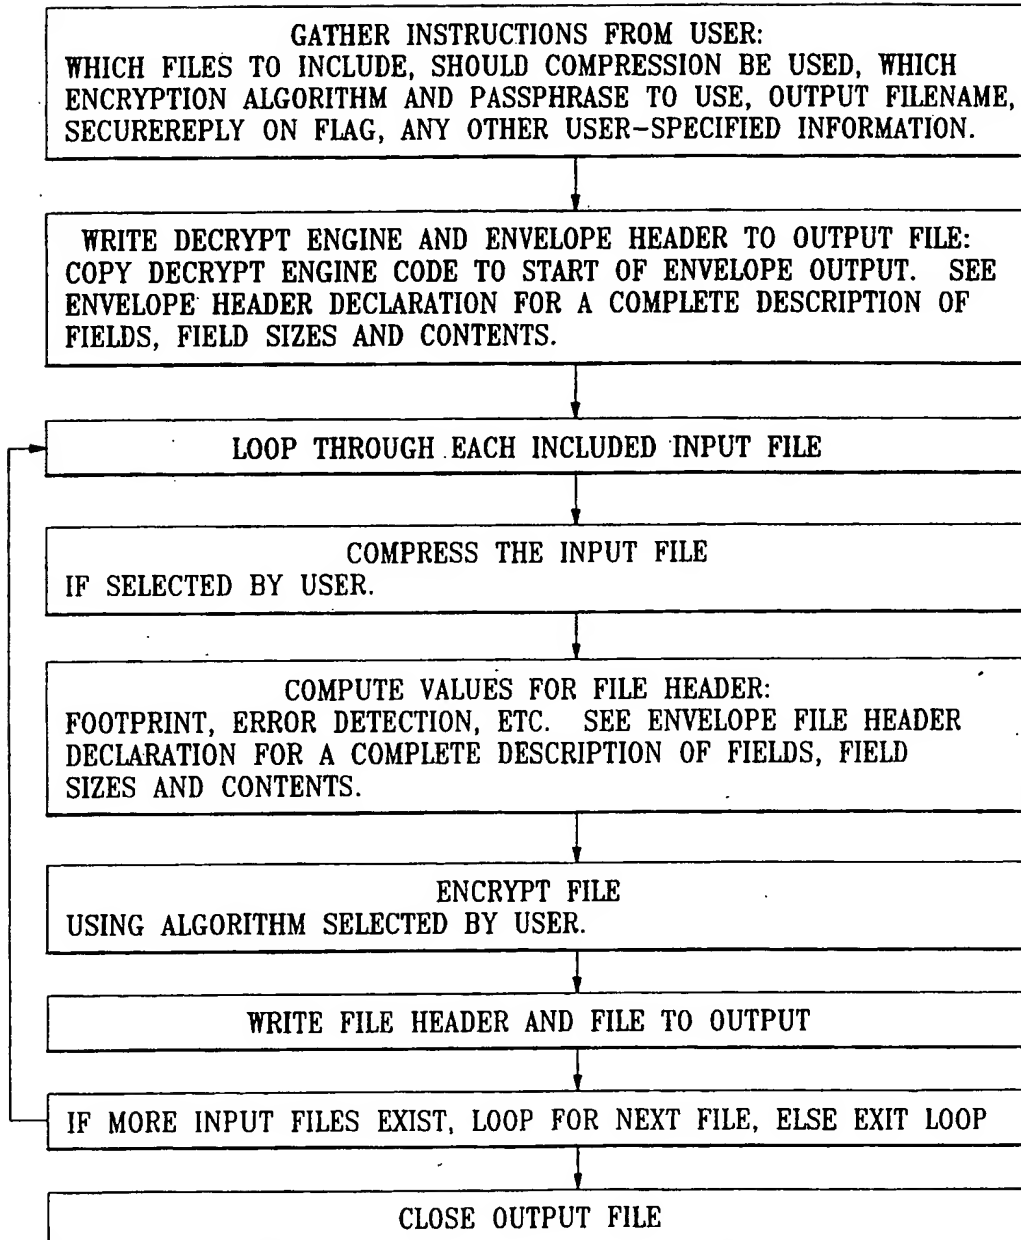 GATHER INSTRUCTIONS FROM USER:
WHICH FILES TO INCLUDE, SHOULD COMPRESSION BE USED, WHICH
ENCRYPTION ALGORITHM AND PASSPHRASE TO USE, OUTPUT FILENAME,
SECUREREPLY ON FLAG, ANY OTHER USER-SPECIFIED INFORMATION.
WRITE DECRYPT ENGINE AND ENVELOPE HEADER TO OUTPUT FILE:
COPY DECRYPT ENGINE CODE TO START OF ENVELOPE OUTPUT. SEE
ENVELOPE HEADER DECLARATION FOR A COMPLETE DESCRIPTION OF
FIELDS, FIELD SIZES AND CONTENTS.
LOOP THROUGH EACH INCLUDED INPUT FILE
COMPRESS THE INPUT FILE
IF SELECTED BY USER.
COMPUTE VALUES FOR FILE HEADER:
FOOTPRINT, ERROR DETECTION, ETC. SEE ENVELOPE FILE HEADER
DECLARATION FOR A COMPLETE DESCRIPTION OF FIELDS, FIELD
SIZES AND CONTENTS.
ENCRYPT FILE
USING ALGORITHM SELECTED BY USER.
WRITE FILE HEADER AND FILE TO OUTPUT
IF MORE INPUT FILES EXIST, LOOP FOR NEXT FILE, ELSE EXIT LOOP
CLOSE OUTPUT FILE